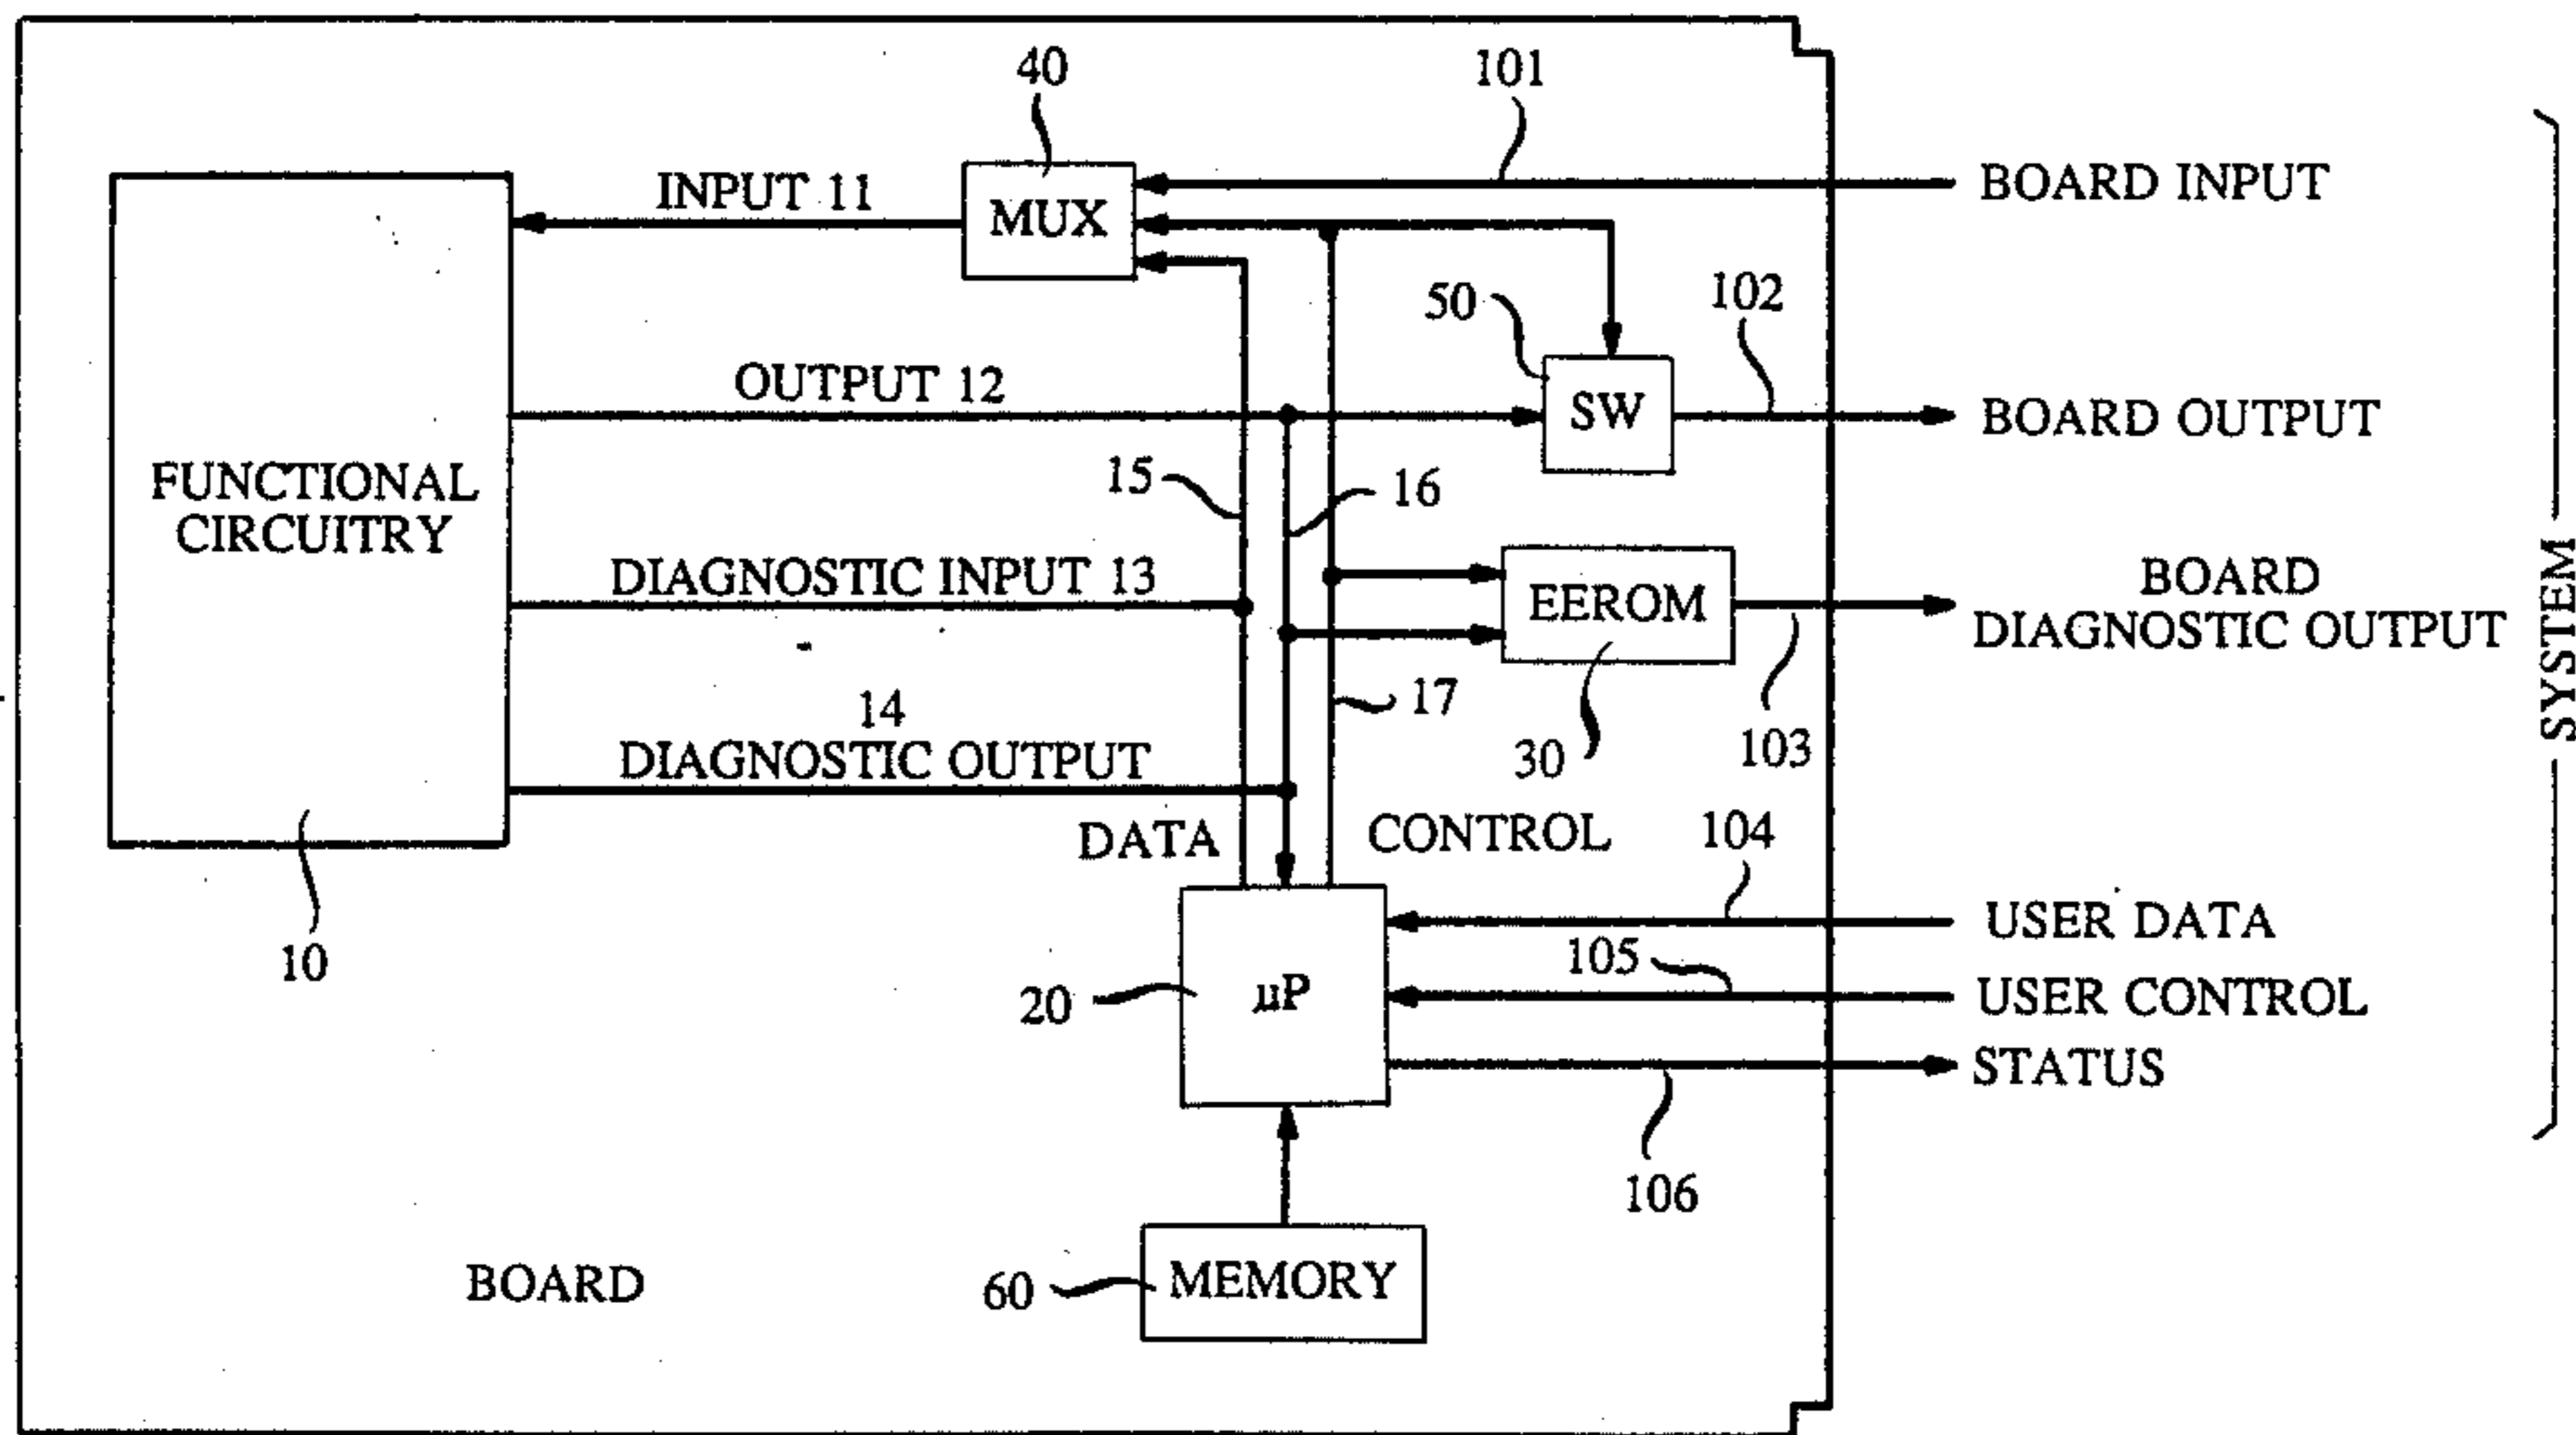 40
101
INPUT 11
MUX
BOARD INPUT
50
102
OUTPUT 12
SW
BOARD OUTPUT
FUNCTIONAL
CIRCUITRY
15
16
DIAGNOSTIC INPUT 13
EEROM
BOARD
DIAGNOSTIC OUTPUT
SYSTEM
14
DIAGNOSTIC OUTPUT
17
30
103
DATA
CONTROL
104
10
USER DATA
105
20
µP
USER CONTROL
STATUS
106
60
MEMORY
BOARD